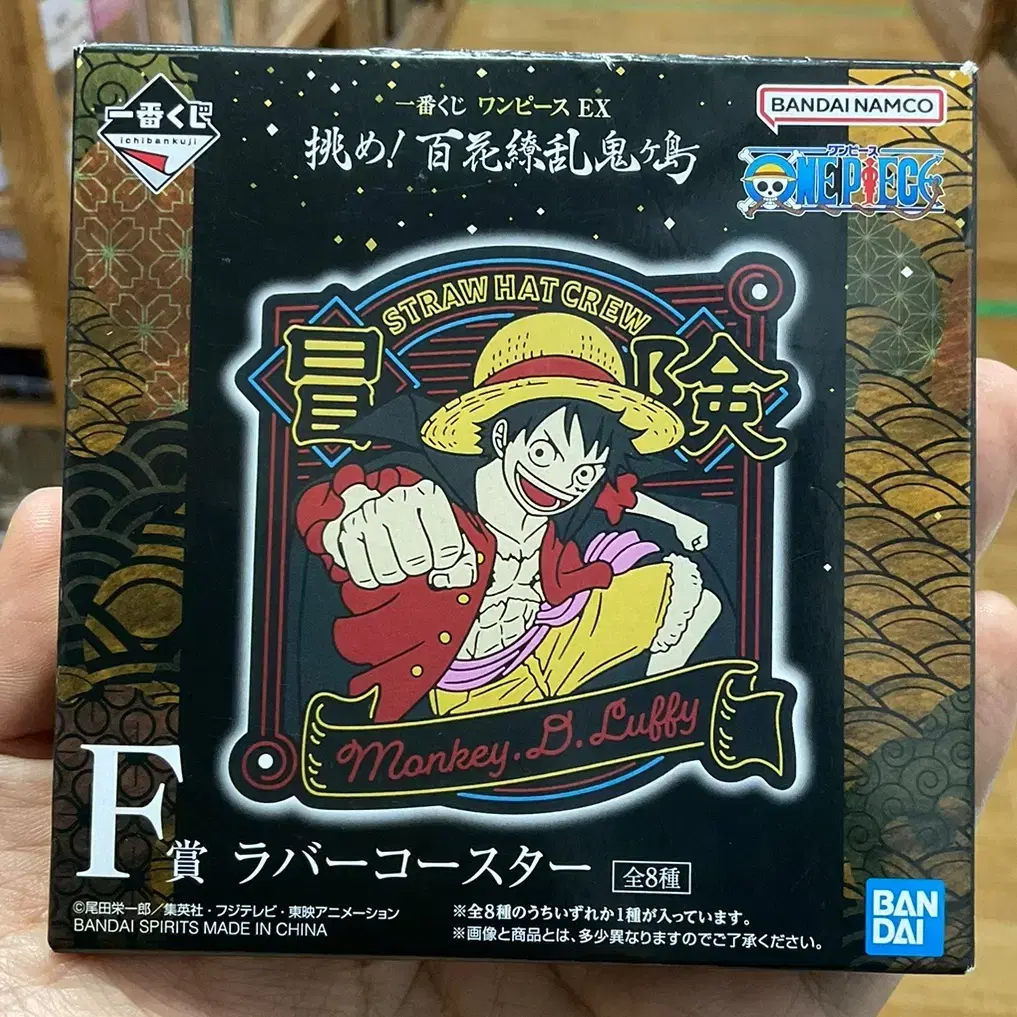 一番くじ
ichibankuji
一番くじ ワンピース EX
挑め!百花繚乱鬼ヶ島
BANDAI NAMCO
ワンピース
ONE PIECE
STRAW HAT CREW
冒険
Monkey.D.Luffy
F賞 ラバーコースター 全8種
©尾田栄一郎/集英社・フジテレビ・東映アニメーション
BANDAI SPIRITS MADE IN CHINA
※全8種のうちいずれか1種が入っています。
※画像と商品とは、多少異なりますのでご了承ください。
BAN
DAI